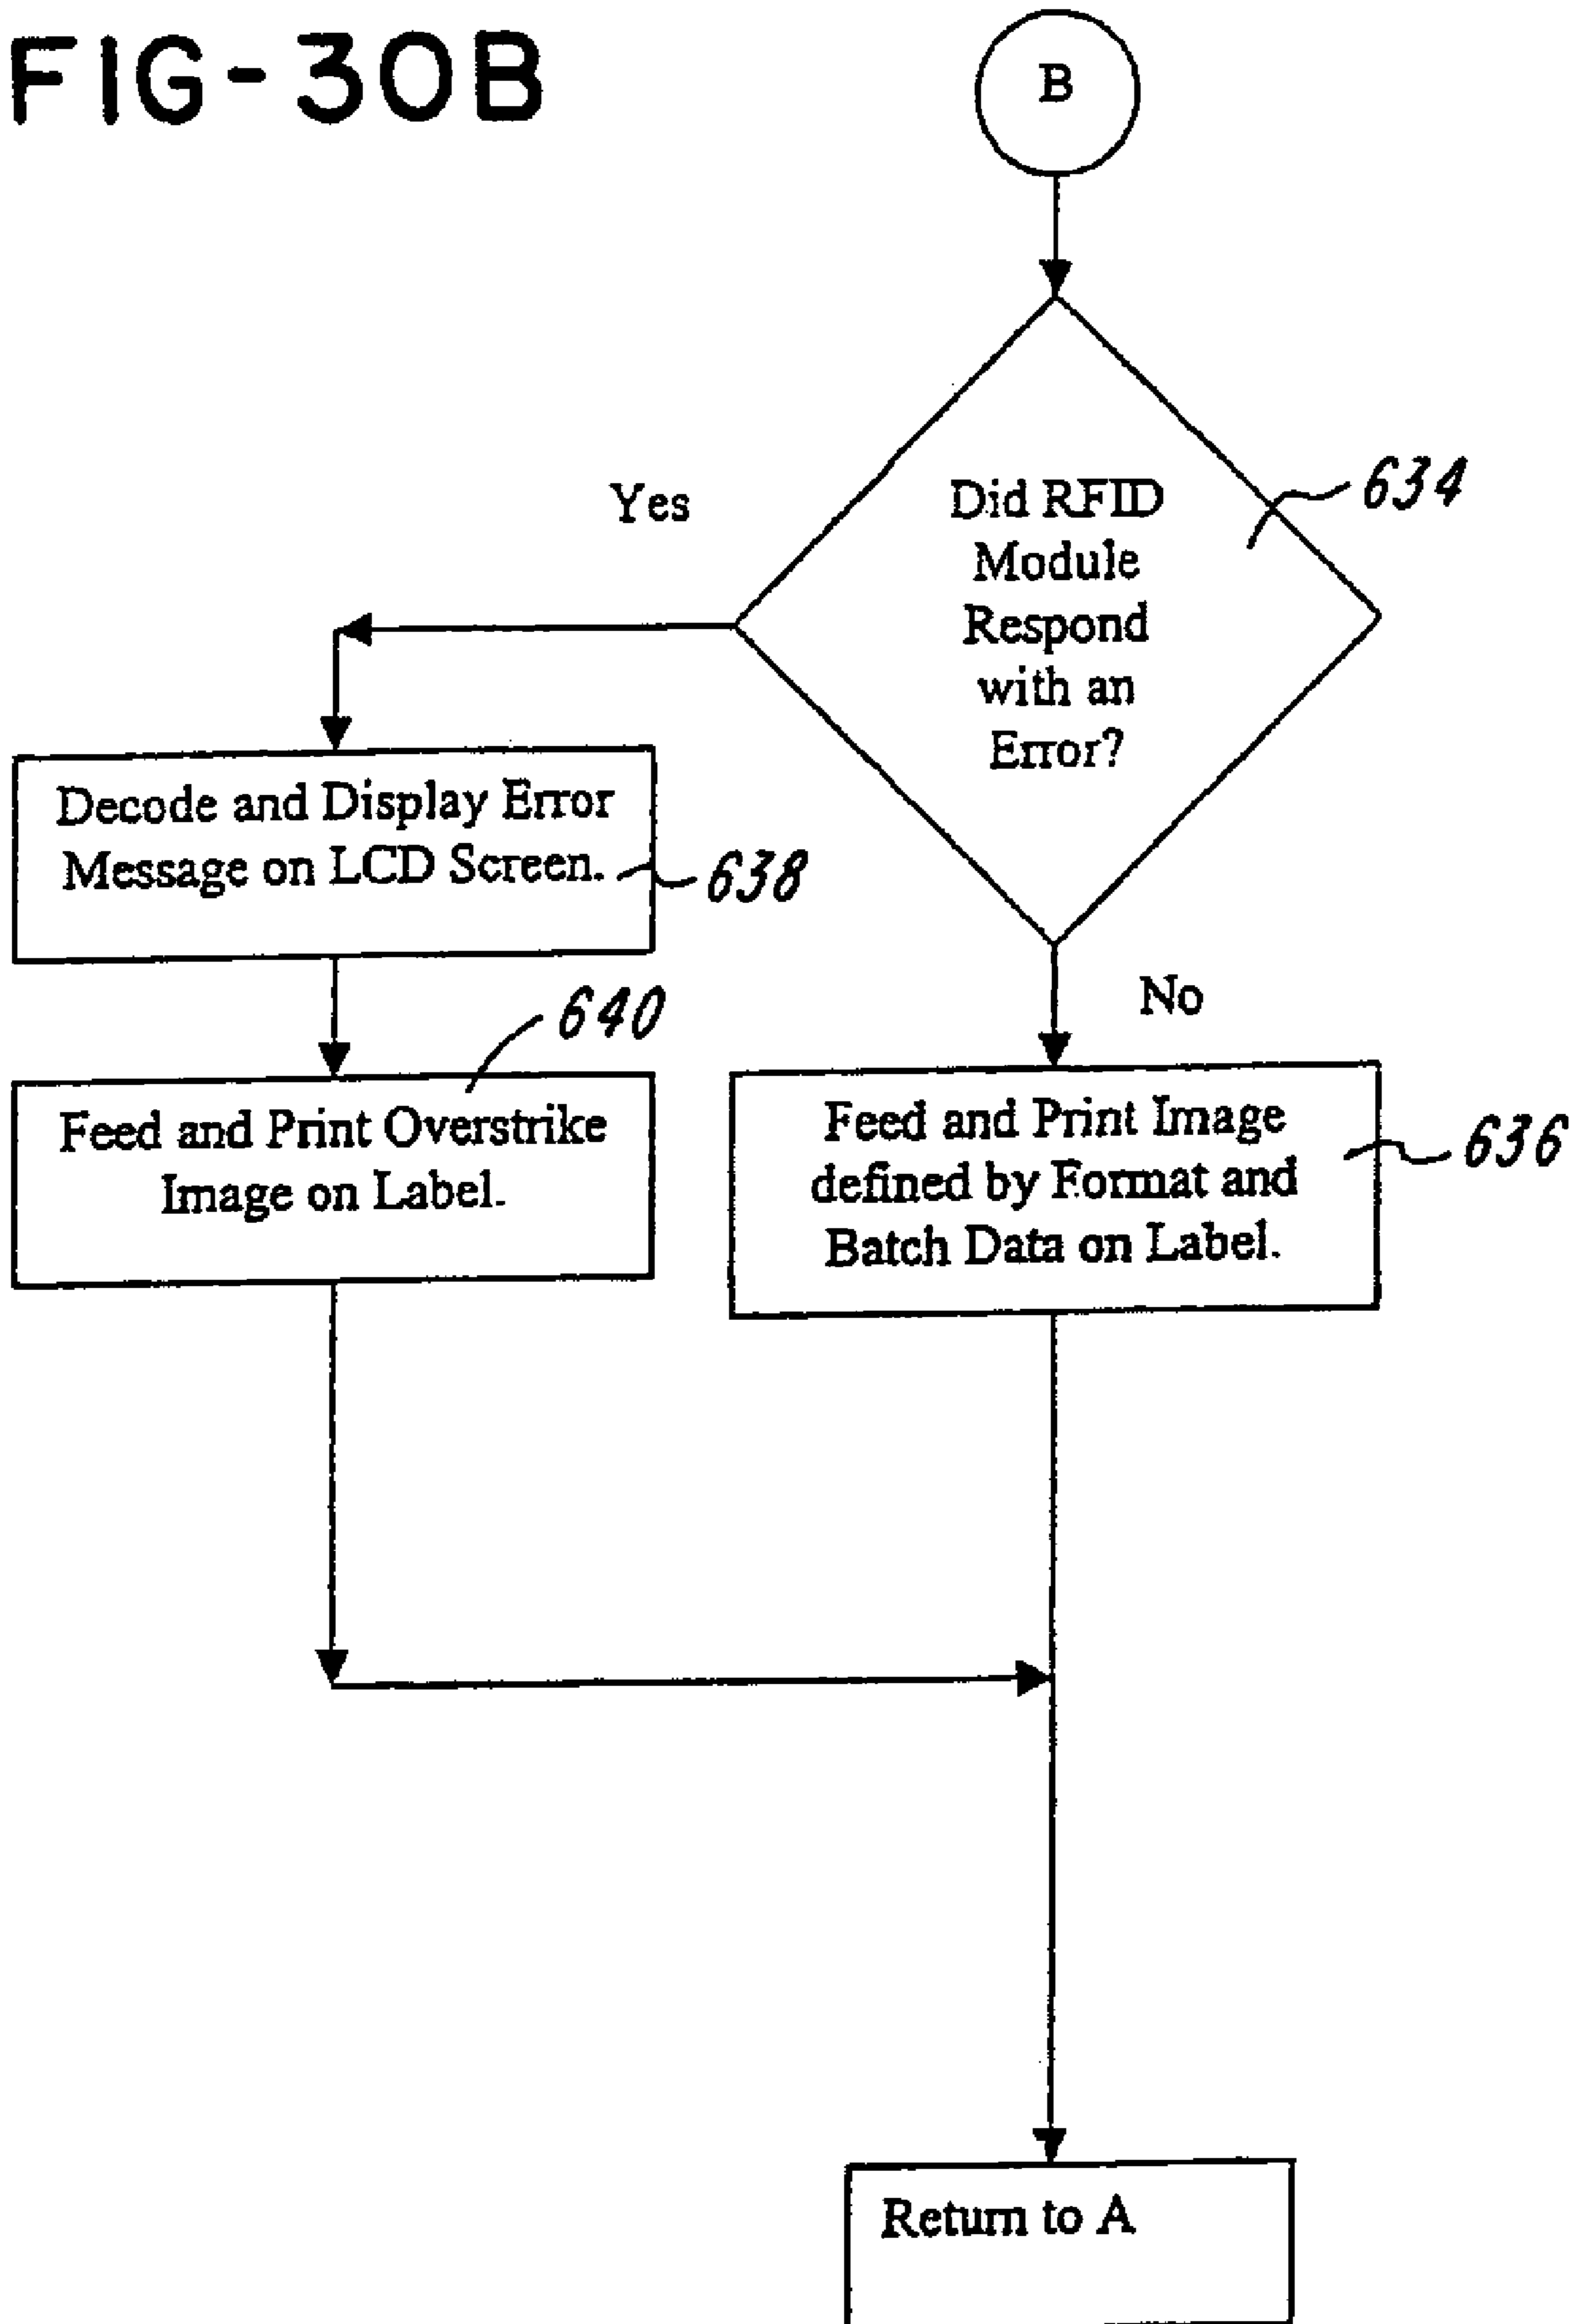 FIG-30B
B
Did RFID
Module
Respond
with an
Error?
634
Yes
Decode and Display Error
Message on LCD Screen.
638
No
640
Feed and Print Overstrike
Image on Label.
Feed and Print Image
defined by Format and
Batch Data on Label.
636
Return to A